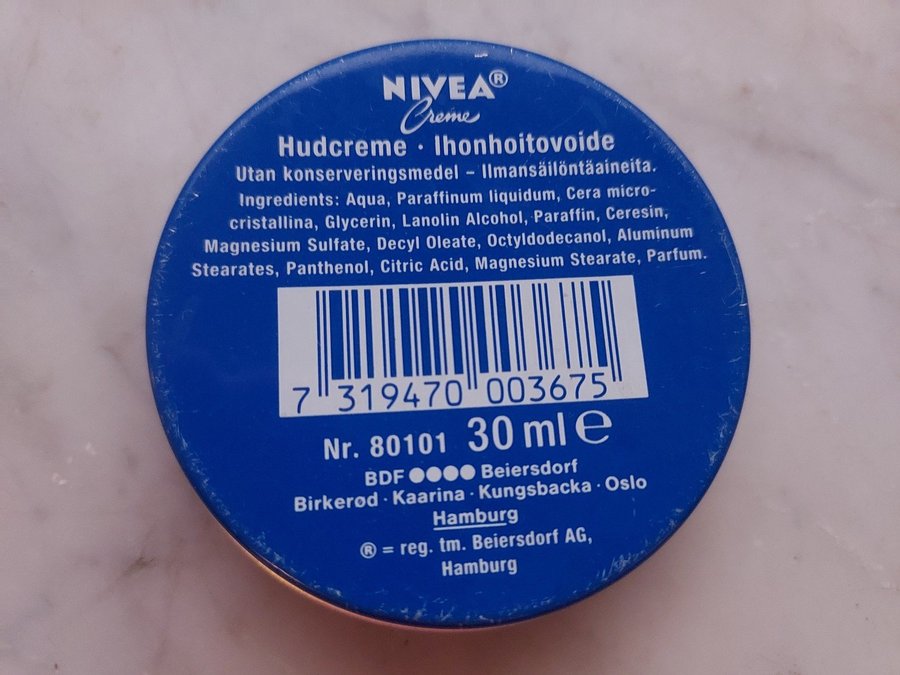 NIVEA®
Creme
Hudcreme · Ihonhoitovoide
Utan konserveringsmedel – Ilmansäilöntäaineita.
Ingredients: Aqua, Paraffinum liquidum, Cera micro-
cristallina, Glycerin, Lanolin Alcohol, Paraffin, Ceresin,
Magnesium Sulfate, Decyl Oleate, Octyldodecanol, Aluminum
Stearates, Panthenol, Citric Acid, Magnesium Stearate, Parfum.
7 319470 003675
Nr. 80101 30 ml ℮
BDF ●●●● Beiersdorf
Birkerød · Kaarina · Kungsbacka · Oslo
Hamburg
® = reg. tm. Beiersdorf AG,
Hamburg